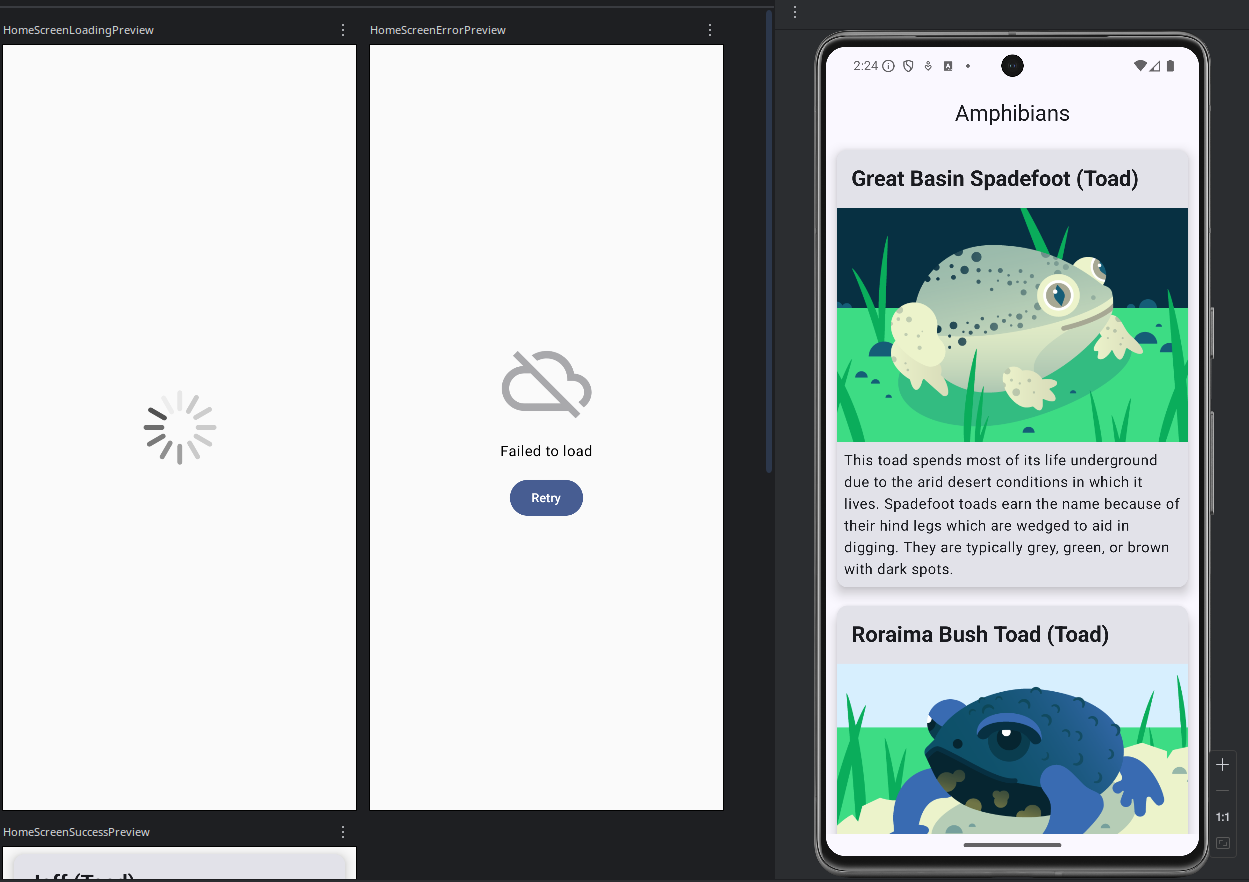 HomeScreenLoadingPreview
HomeScreenErrorPreview
Failed to load
Retry
HomeScreenSuccessPreview
Jeff (Toad)
2:24
Amphibians
Great Basin Spadefoot (Toad)
This toad spends most of its life underground
due to the arid desert conditions in which it
lives. Spadefoot toads earn the name because of
their hind legs which are wedged to aid in
digging. They are typically grey, green, or brown
with dark spots.
Roraima Bush Toad (Toad)
1:1